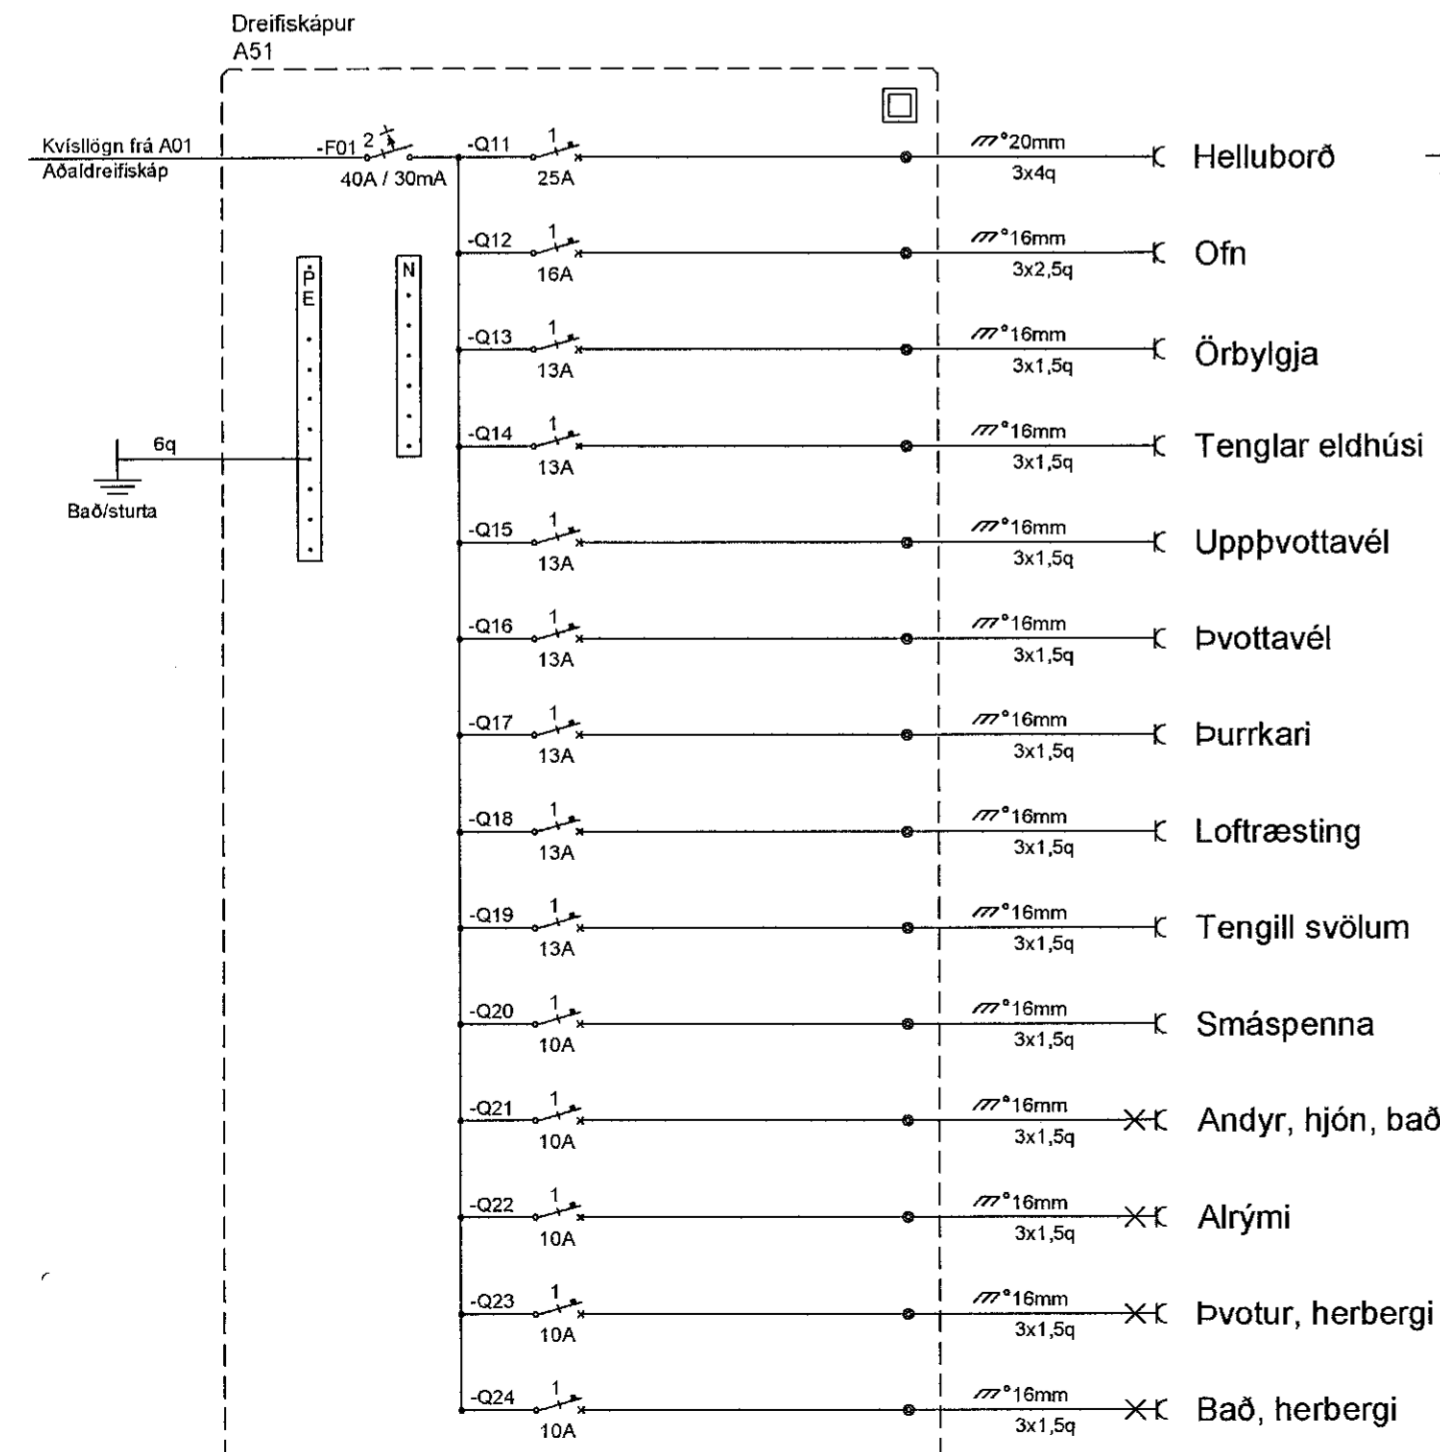 Dreifiskápur
A51
Kvísllögn frá A01
Aðaldreifiskáp
-F01 2
40A / 30mA
-Q11 1
25A
°20mm
3x4q
Helluborð
-Q12 1
16A
°16mm
3x2,5q
Ofn
PE
N
-Q13 1
13A
°16mm
3x1,5q
Örbylgja
-Q14 1
13A
°16mm
3x1,5q
Tenglar eldhúsi
6q
Bað/sturta
-Q15 1
13A
°16mm
3x1,5q
Uppþvottavél
-Q16 1
13A
°16mm
3x1,5q
Þvottavél
-Q17 1
13A
°16mm
3x1,5q
Þurrkari
-Q18 1
13A
°16mm
3x1,5q
Loftræsting
-Q19 1
13A
°16mm
3x1,5q
Tengill svölum
-Q20 1
10A
°16mm
3x1,5q
Smáspenna
-Q21 1
10A
°16mm
3x1,5q
Andyr, hjón, bað
-Q22 1
10A
°16mm
3x1,5q
Alrými
-Q23 1
10A
°16mm
3x1,5q
Þvotur, herbergi
-Q24 1
10A
°16mm
3x1,5q
Bað, herbergi